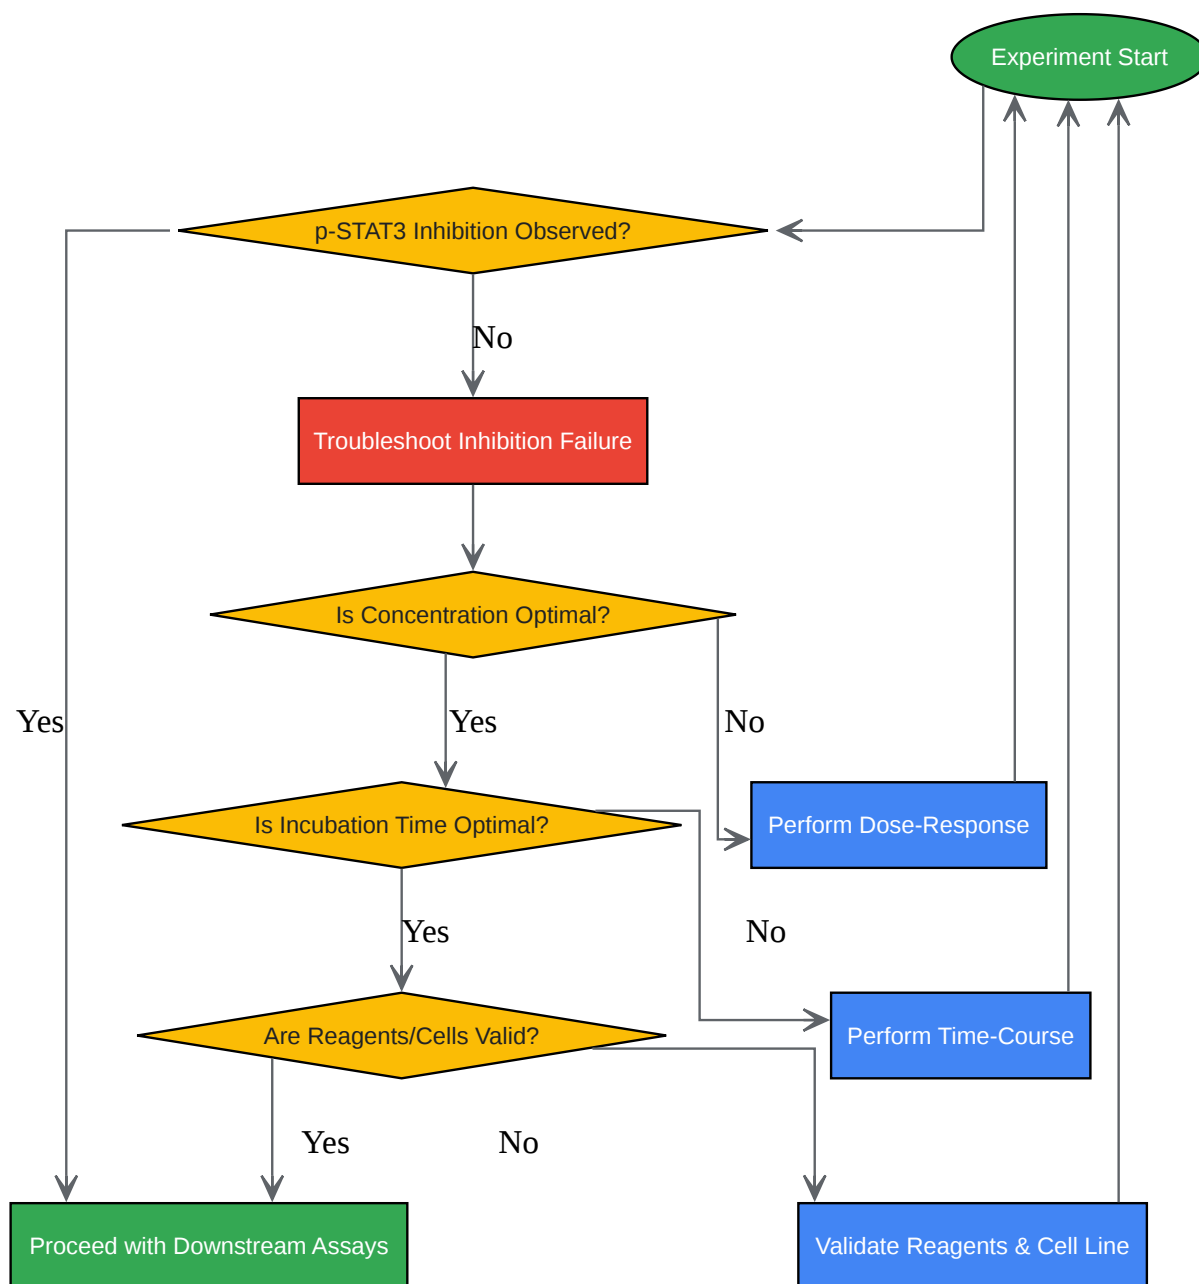 Experiment Start
p-STAT3 Inhibition Observed?
No
Troubleshoot Inhibition Failure
Is Concentration Optimal?
Yes
Yes
No
Is Incubation Time Optimal?
Perform Dose-Response
Yes
No
Are Reagents/Cells Valid?
Perform Time-Course
Yes
No
Proceed with Downstream Assays
Validate Reagents & Cell Line